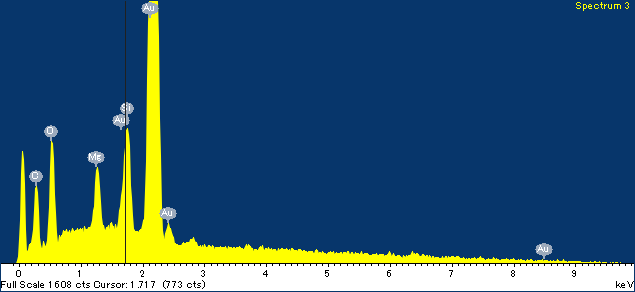 Spectrum 3
Au
Si
Au
O
Mg
C
Au
Au
0 1 2 3 4 5 6 7 8 9
Full Scale 1608 cts Cursor: 1.717 (773 cts) keV